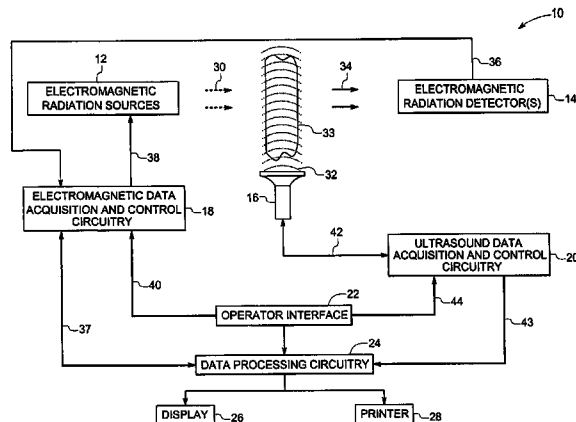 10
12
30
34
36
ELECTROMAGNETIC
RADIATION SOURCES
ELECTROMAGNETIC
RADIATION DETECTOR(S)
14
33
38
32
16
ELECTROMAGNETIC DATA
ACQUISITION AND CONTROL
CIRCUITRY
18
42
ULTRASOUND DATA
ACQUISITION AND CONTROL
CIRCUITRY
20
40
22
44
OPERATOR INTERFACE
37
43
24
DATA PROCESSING CIRCUITRY
DISPLAY
26
PRINTER
28